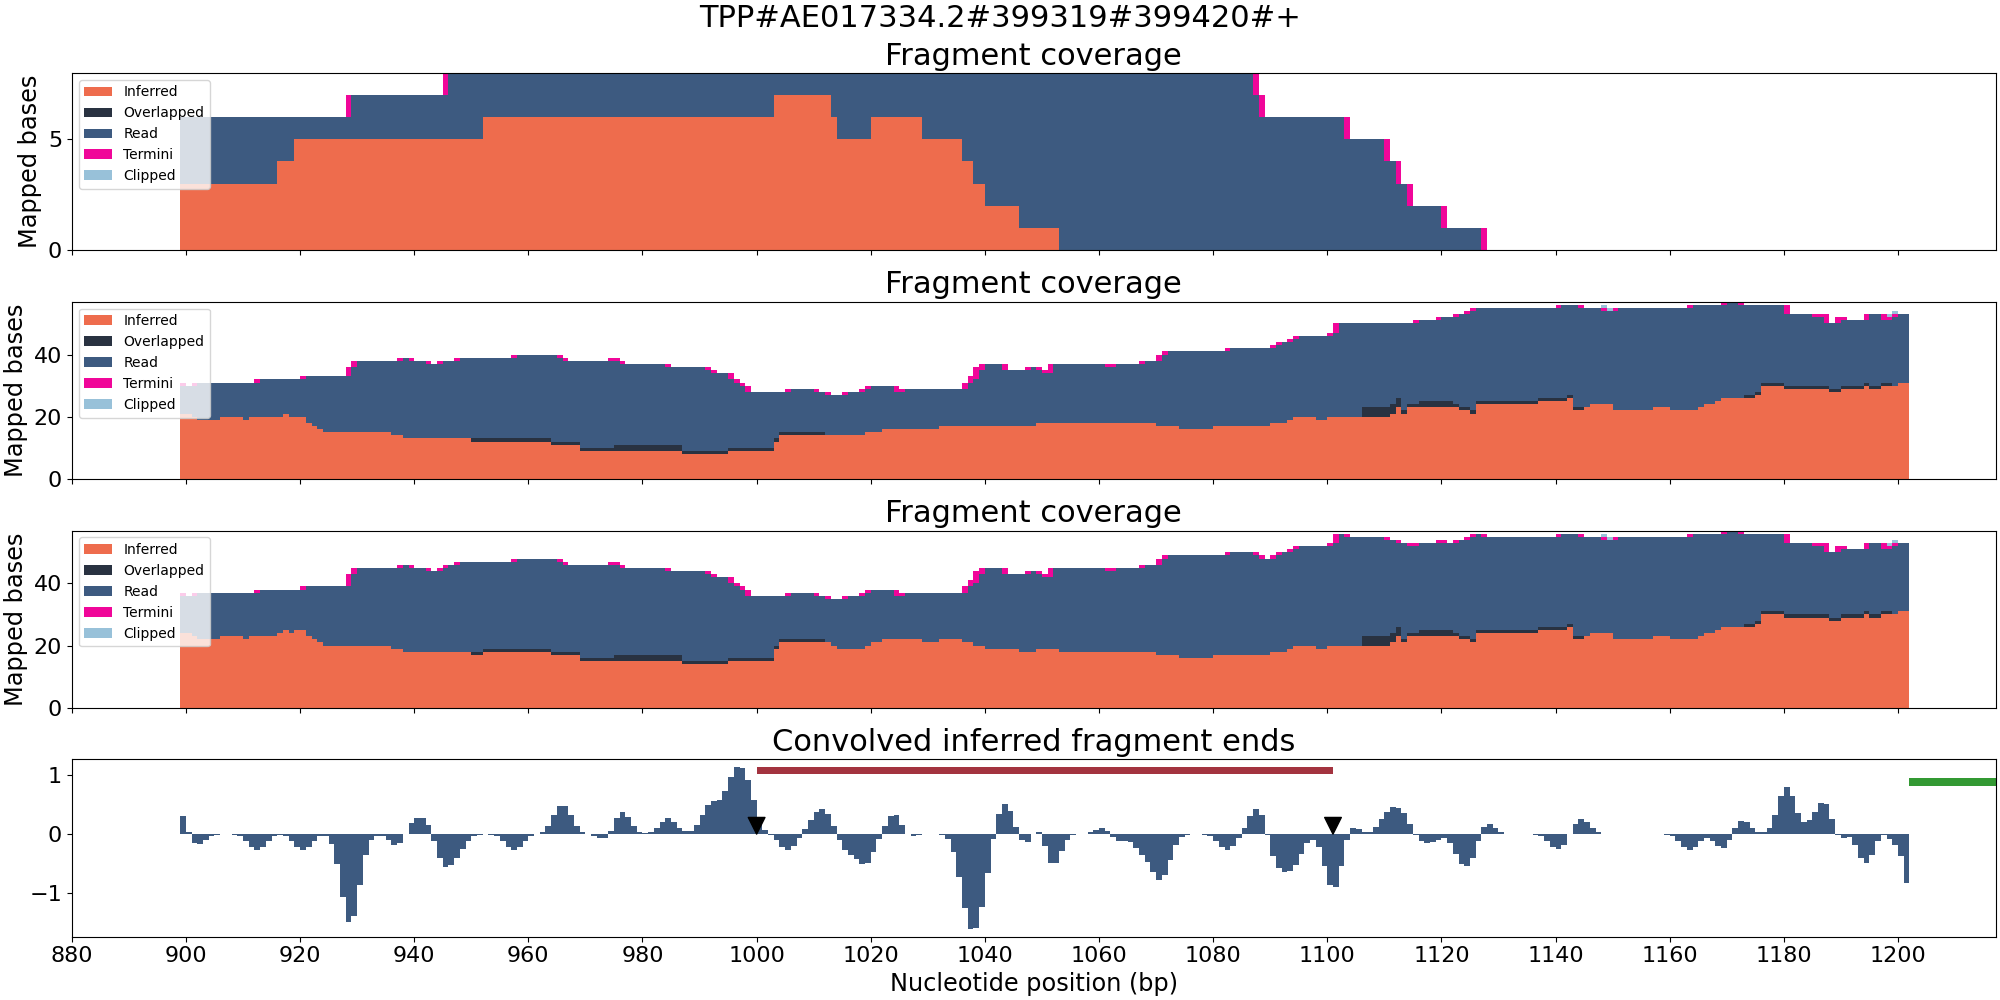 TPP#AE017334.2#399319#399420#+
Fragment coverage
Mapped bases
5
0
Inferred
Overlapped
Read
Termini
Clipped
Fragment coverage
Mapped bases
40
20
0
Inferred
Overlapped
Read
Termini
Clipped
Fragment coverage
Mapped bases
40
20
0
Inferred
Overlapped
Read
Termini
Clipped
Convolved inferred fragment ends
1
0
−1
880 900 920 940 960 980 1000 1020 1040 1060 1080 1100 1120 1140 1160 1180 1200
Nucleotide position (bp)